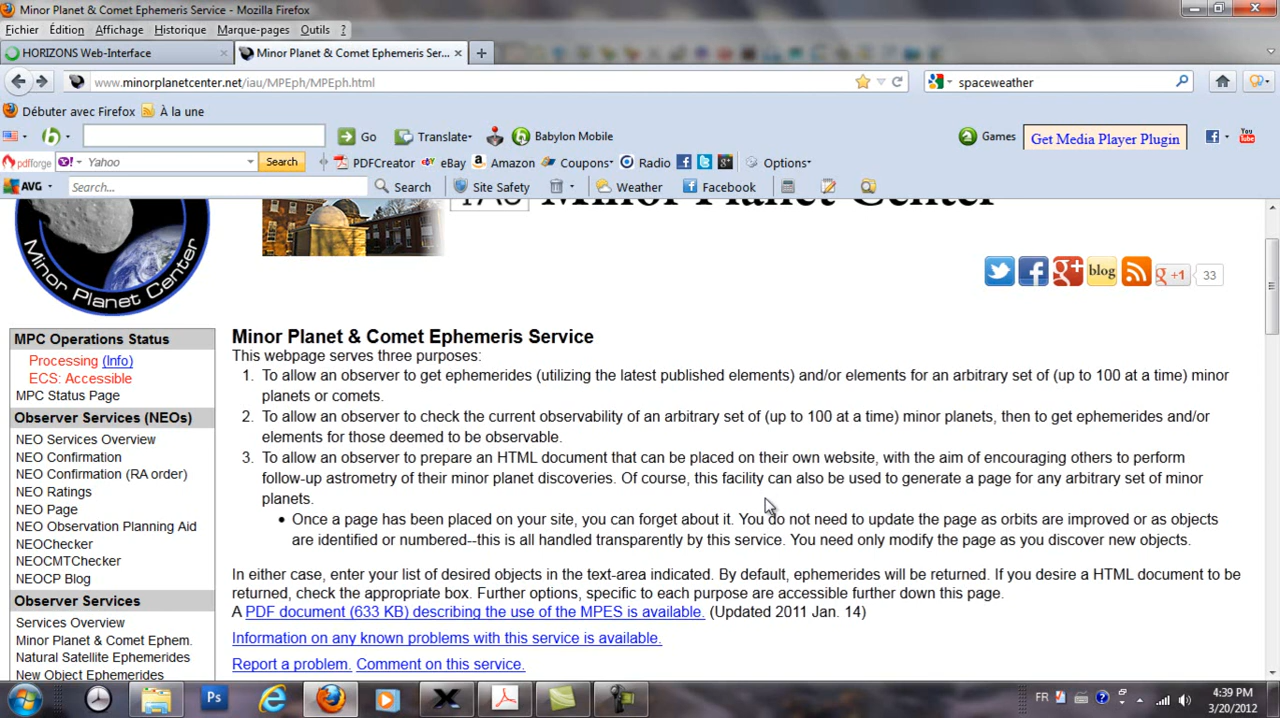 Minor Planet & Comet Ephemeris Service - Mozilla Firefox
Fichier Édition Affichage Historique Marque-pages Outils ?
HORIZONS Web-Interface × Minor Planet & Comet Ephemeris Ser... × +
www.minorplanetcenter.net/iau/MPEph/MPEph.html spaceweather
Débuter avec Firefox À la une
b Go Translate Babylon Mobile Games Get Media Player Plugin You Tube
pdfforge Y! Yahoo Search PDFCreator eBay Amazon Coupons Radio Options
AVG Search... Search Site Safety Weather Facebook
IAU Minor Planet Center
Minor Planet Center
blog g +1 33
MPC Operations Status
Processing (Info)
ECS: Accessible
MPC Status Page
Observer Services (NEOs)
NEO Services Overview
NEO Confirmation
NEO Confirmation (RA order)
NEO Ratings
NEO Page
NEO Observation Planning Aid
NEOChecker
NEOCMTChecker
NEOCP Blog
Observer Services
Services Overview
Minor Planet & Comet Ephem.
Natural Satellite Ephemerides
New Object Ephemerides
Minor Planet & Comet Ephemeris Service
This webpage serves three purposes:
1. To allow an observer to get ephemerides (utilizing the latest published elements) and/or elements for an arbitrary set of (up to 100 at a time) minor
planets or comets.
2. To allow an observer to check the current observability of an arbitrary set of (up to 100 at a time) minor planets, then to get ephemerides and/or
elements for those deemed to be observable.
3. To allow an observer to prepare an HTML document that can be placed on their own website, with the aim of encouraging others to perform
follow-up astrometry of their minor planet discoveries. Of course, this facility can also be used to generate a page for any arbitrary set of minor
planets.
• Once a page has been placed on your site, you can forget about it. You do not need to update the page as orbits are improved or as objects
are identified or numbered--this is all handled transparently by this service. You need only modify the page as you discover new objects.
In either case, enter your list of desired objects in the text-area indicated. By default, ephemerides will be returned. If you desire a HTML document to be
returned, check the appropriate box. Further options, specific to each purpose are accessible further down this page.
A PDF document (633 KB) describing the use of the MPES is available. (Updated 2011 Jan. 14)
Information on any known problems with this service is available.
Report a problem. Comment on this service.
Ps FR 4:39 PM
3/20/2012